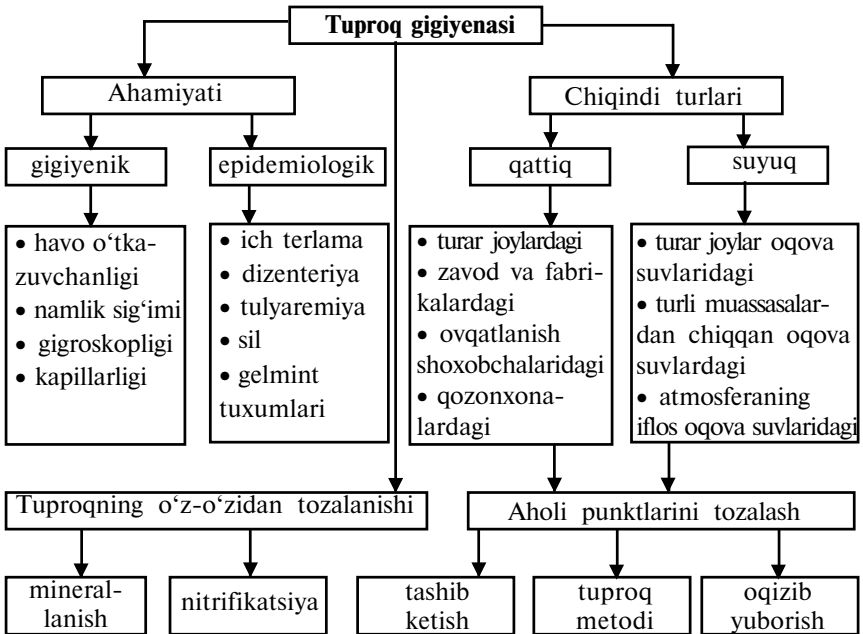 Tuproq gigiyenasi
Ahamiyati
Chiqindi turlari
gigiyenik
epidemiologik
qattiq
suyuq
• havo o‘tka-
zuvchanligi
• namlik sig‘imi
• gigroskopligi
• kapillarligi
• ich terlama
• dizenteriya
• tulyaremiya
• sil
• gelmint
tuxumlari
• turar joylardagi
• zavod va fabri-
kalardagi
• ovqatlanish
shoxobchalaridagi
• qozonxona-
lardagi
• turar joylar oqova
suvlaridagi
• turli muassasalar-
dan chiqqan oqova
suvlardagi
• atmosferaning
iflos oqova suvlaridagi
Tuproqning o‘z-o‘zidan tozalanishi
Aholi punktlarini tozalash
mineral-
lanish
nitrifikatsiya
tashib
ketish
tuproq
metodi
oqizib
yuborish